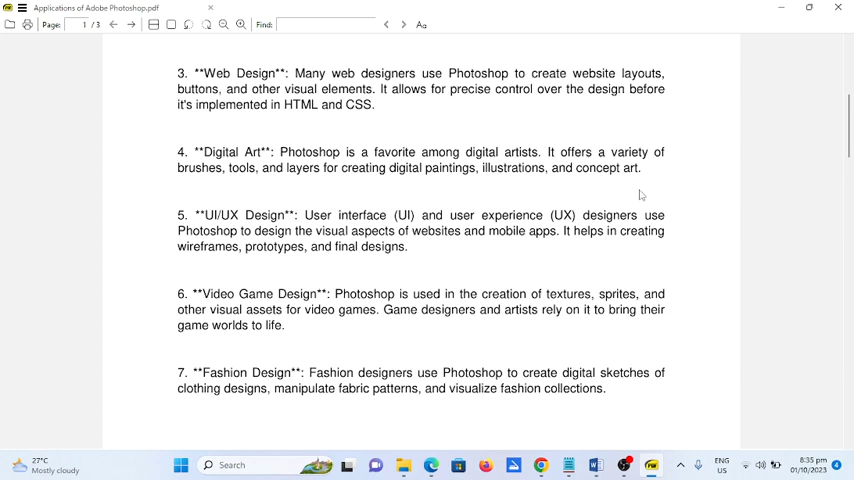 Applications of Adobe Photoshop.pdf
Page: 1 / 3 Find: Aa
3. **Web Design**: Many web designers use Photoshop to create website layouts,
buttons, and other visual elements. It allows for precise control over the design before
it's implemented in HTML and CSS.
4. **Digital Art**: Photoshop is a favorite among digital artists. It offers a variety of
brushes, tools, and layers for creating digital paintings, illustrations, and concept art.
5. **UI/UX Design**: User interface (UI) and user experience (UX) designers use
Photoshop to design the visual aspects of websites and mobile apps. It helps in creating
wireframes, prototypes, and final designs.
6. **Video Game Design**: Photoshop is used in the creation of textures, sprites, and
other visual assets for video games. Game designers and artists rely on it to bring their
game worlds to life.
7. **Fashion Design**: Fashion designers use Photoshop to create digital sketches of
clothing designs, manipulate fabric patterns, and visualize fashion collections.
27°C
Mostly cloudy
Search
ENG
US
8:35 pm
01/10/2023
4